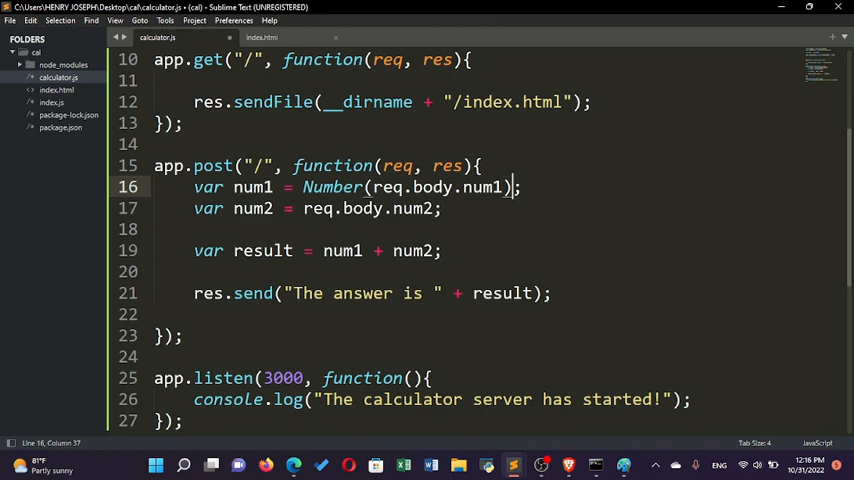 C:\Users\HENRY JOSEPH\Desktop\cal\calculator.js • (cal) - Sublime Text (UNREGISTERED)
File Edit Selection Find View Goto Tools Project Preferences Help
calculator.js index.html
FOLDERS
cal
node_modules
calculator.js
index.html
index.js
package-lock.json
package.json
10 app.get("/", function(req, res){
11
12 res.sendFile(__dirname + "/index.html");
13 });
14
15 app.post("/", function(req, res){
16 var num1 = Number(req.body.num1);
17 var num2 = req.body.num2;
18
19 var result = num1 + num2;
20
21 res.send("The answer is " + result);
22
23 });
24
25 app.listen(3000, function(){
26 console.log("The calculator server has started!");
27 });
Line 16, Column 37 Tab Size: 4 JavaScript
81°F
Partly sunny
ENG
12:16 PM
10/31/2022